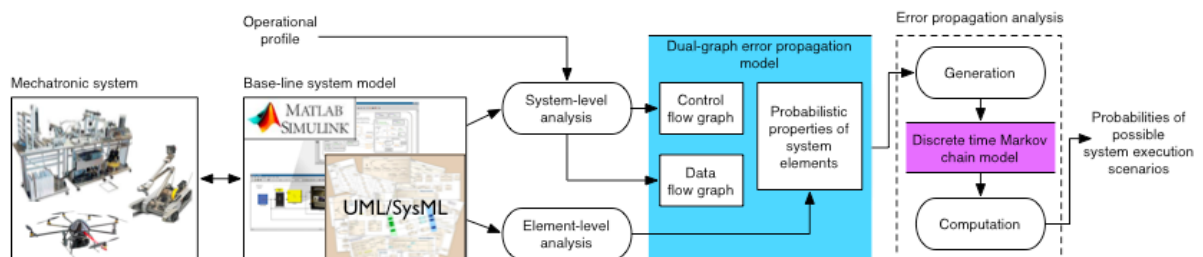 Operational
profile
Mechatronic system
Base-line system model
MATLAB
SIMULINK
UML/SysML
System-level
analysis
Element-level
analysis
Dual-graph error propagation
model
Control
flow graph
Data
flow graph
Probabilistic
properties of
system
elements
Error propagation analysis
Generation
Discrete time Markov
chain model
Computation
Probabilities of
possible
system execution
scenarios